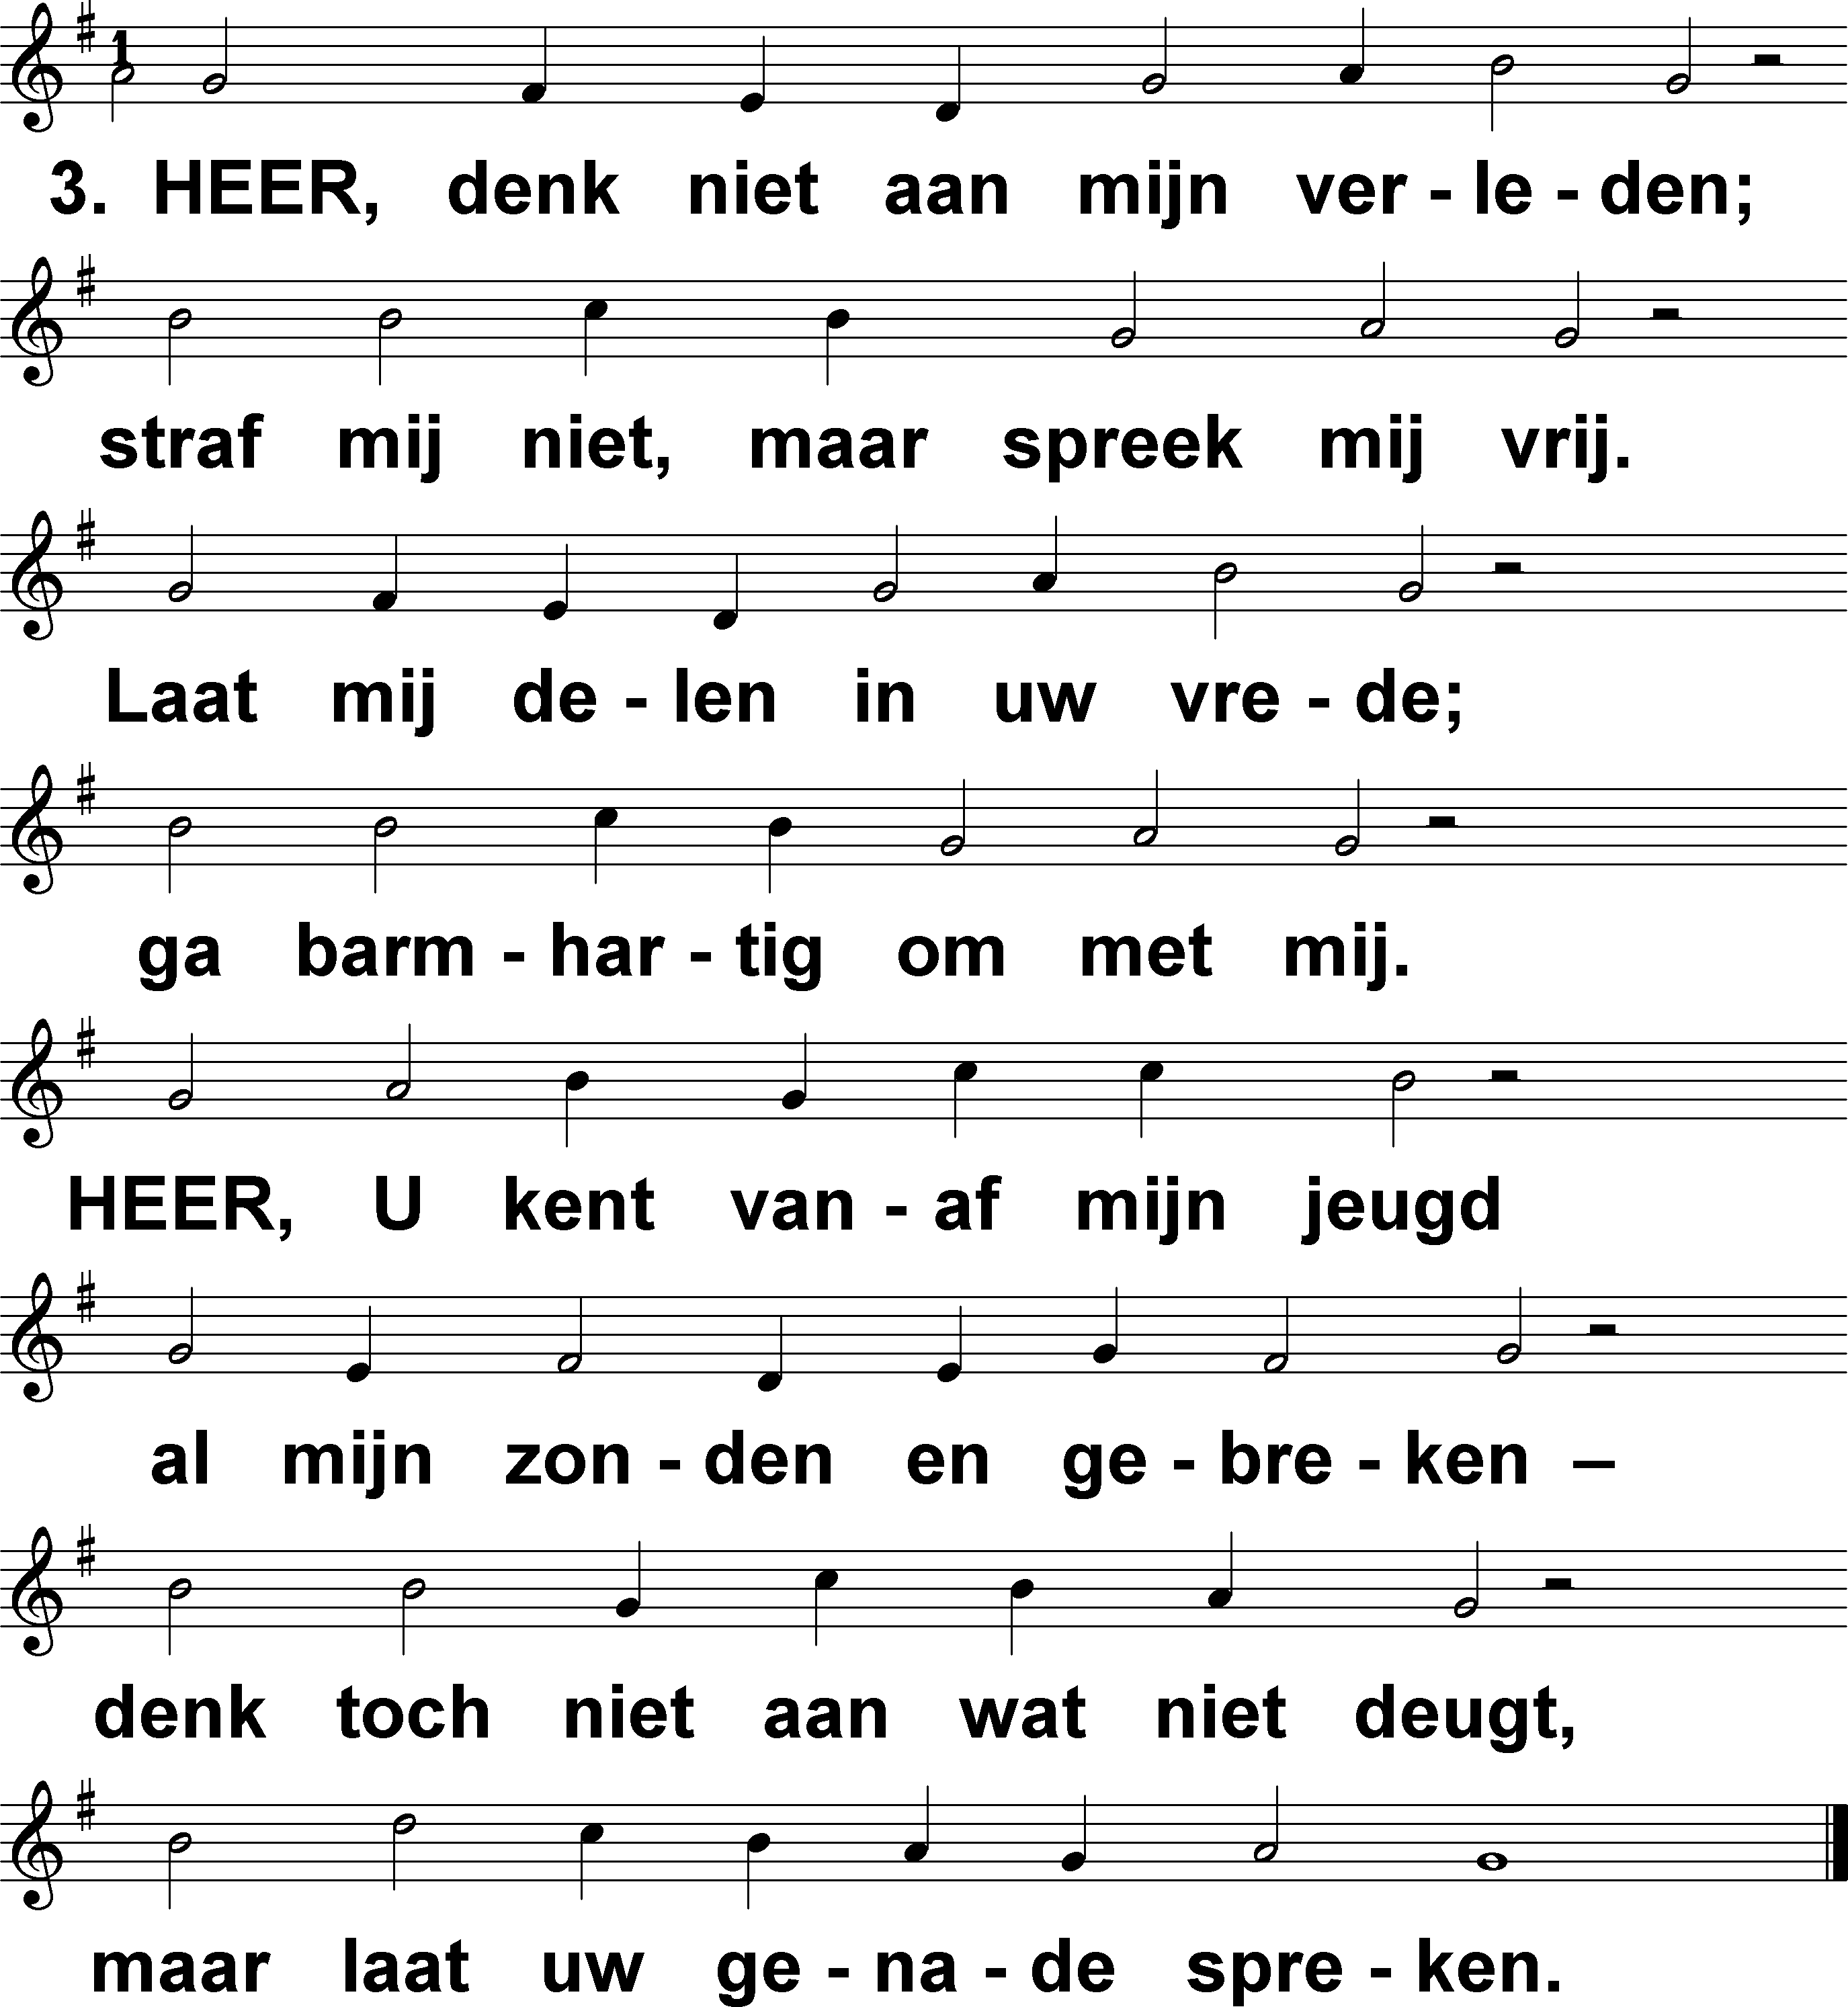 3. HEER, denk niet aan mijn ver - le - den;
straf mij niet, maar spreek mij vrij.
Laat mij de - len in uw vre - de;
ga barm - har - tig om met mij.
HEER, U kent van - af mijn jeugd
al mijn zon - den en ge - bre - ken –
denk toch niet aan wat niet deugt,
maar laat uw ge - na - de spre - ken.